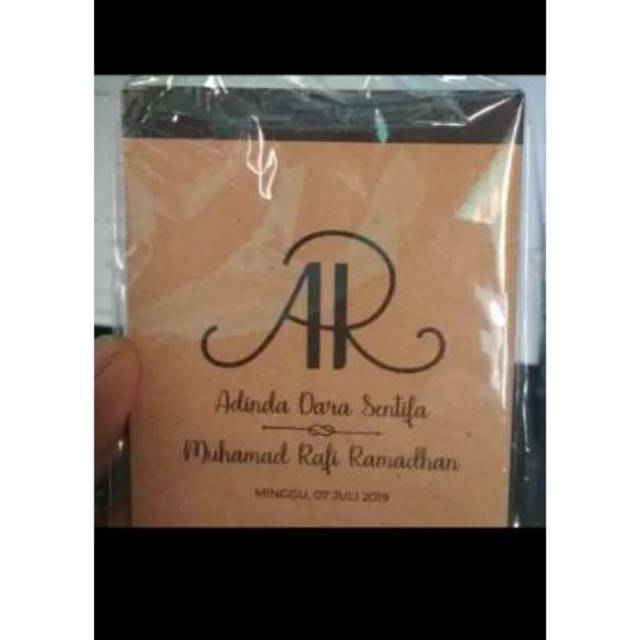 AR
Adinda Dara Sentifa
Muhamad Rafi Ramadhan
MINGGU, 07 JULI 2019